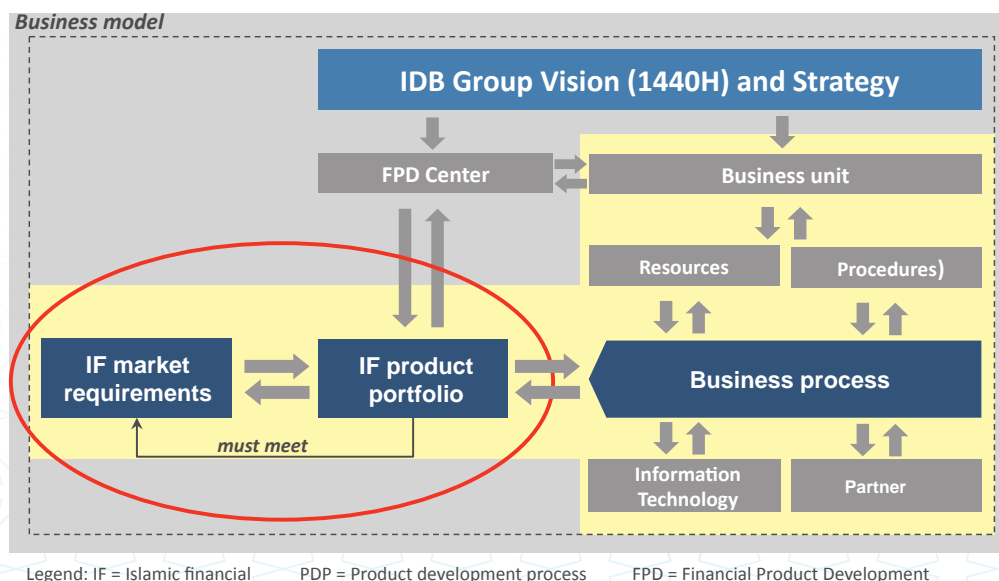 Business model
IDB Group Vision (1440H) and Strategy
FPD Center
Business unit
Resources
Procedures)
IF market
requirements
IF product
portfolio
Business process
must meet
Information
Technology
Partner
Legend: IF = Islamic financial PDP = Product development process FPD = Financial Product Development